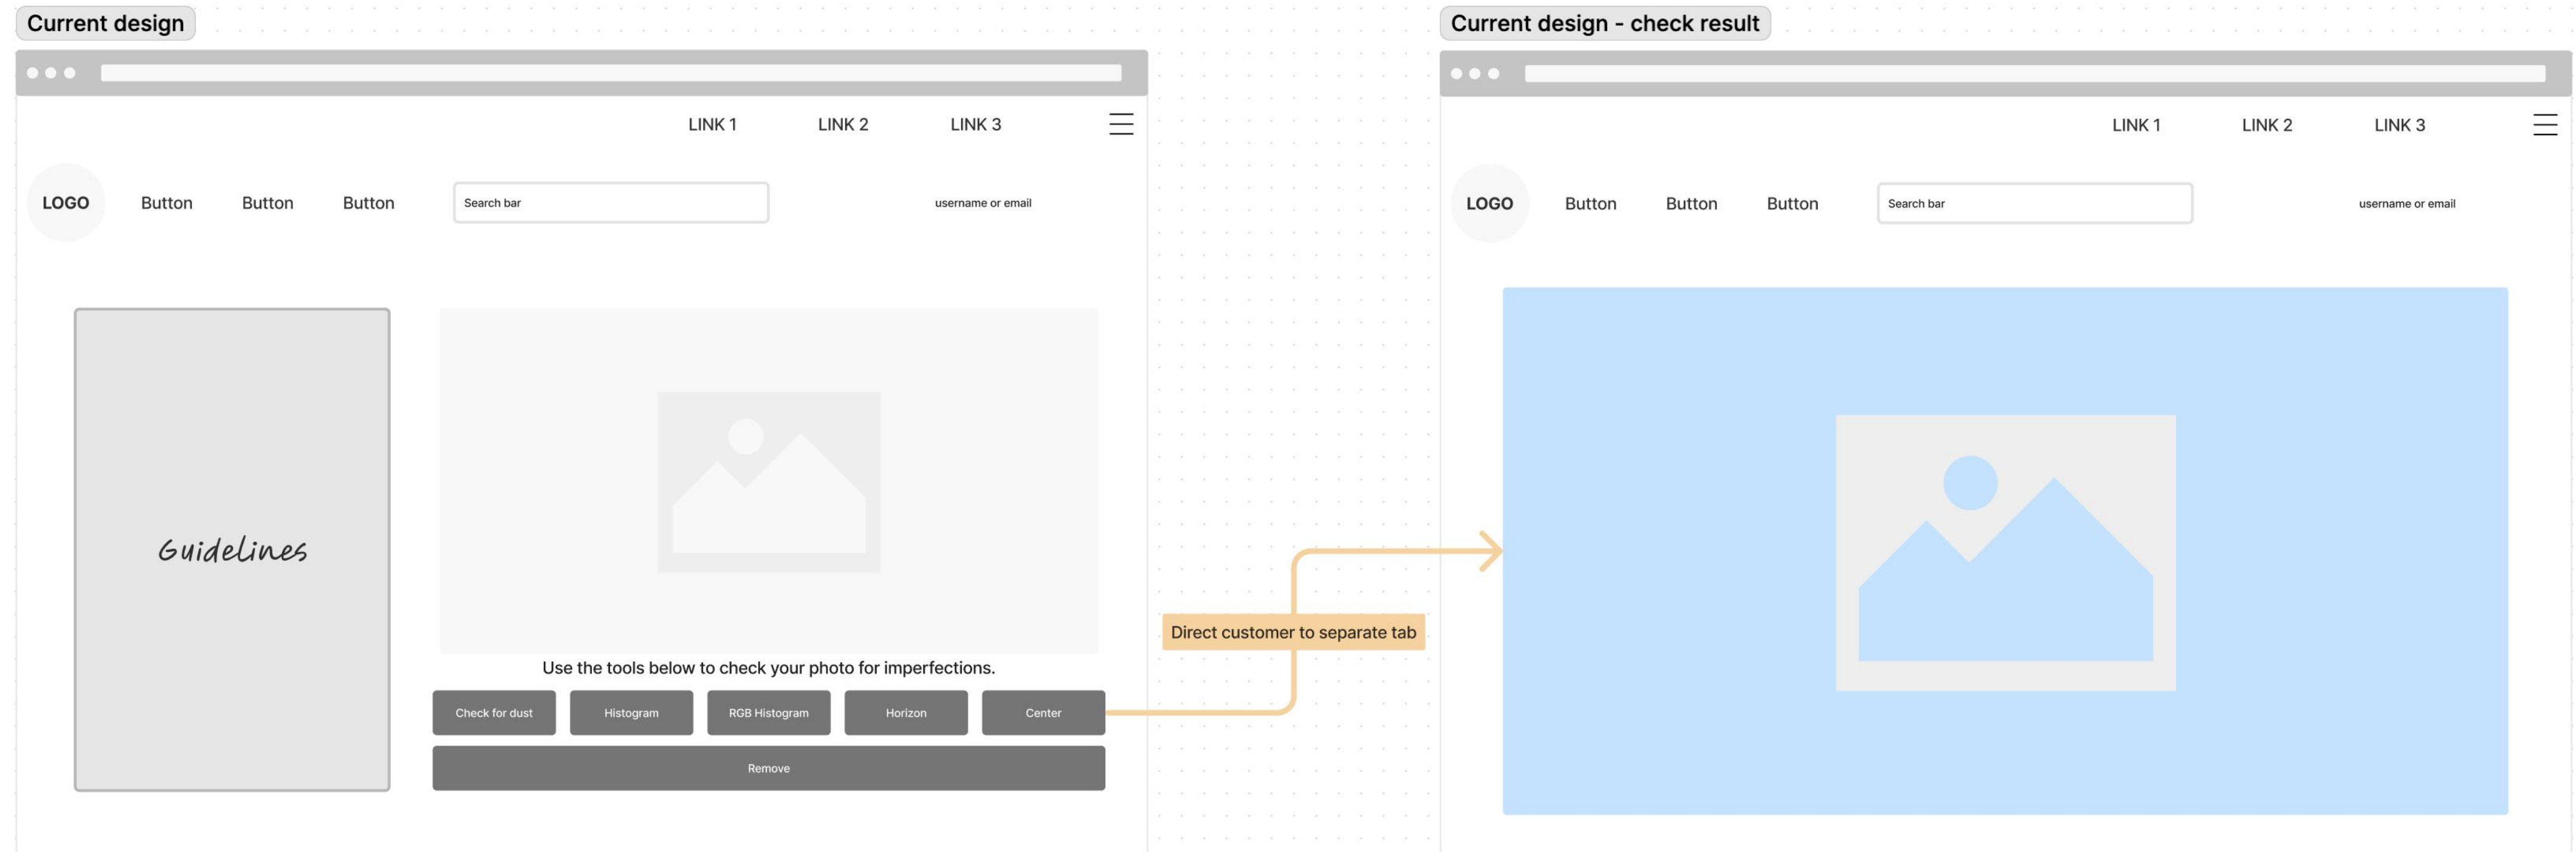 Current design
LINK 1 LINK 2 LINK 3
LOGO Button Button Button Search bar username or email
Guidelines
Use the tools below to check your photo for imperfections.
Check for dust Histogram RGB Histogram Horizon Center
Remove
Direct customer to separate tab
Current design - check result
LINK 1 LINK 2 LINK 3
LOGO Button Button Button Search bar username or email